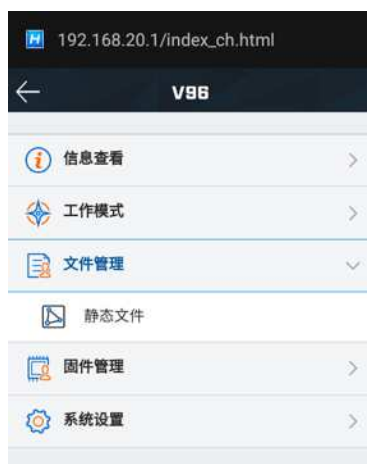 192.168.20.1/index_ch.html
V96
信息查看
工作模式
文件管理
静态文件
固件管理
系统设置